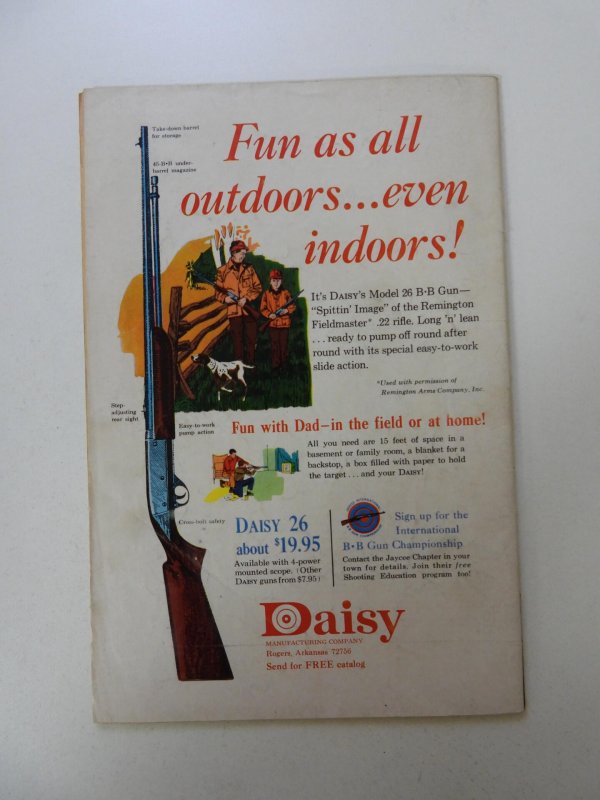 Take-down barrel
for storage
45-B•B under-
barrel magazine
Fun as all
outdoors...even
indoors!
It's DAISY'S Model 26 B•B Gun—
"Spittin' Image" of the Remington
Fieldmaster* .22 rifle. Long 'n' lean
... ready to pump off round after
round with its special easy-to-work
slide action.
*Used with permission of
Remington Arms Company, Inc.
Step-
adjusting
rear sight
Easy-to-work
pump action
Fun with Dad—in the field or at home!
All you need are 15 feet of space in a
basement or family room, a blanket for a
backstop, a box filled with paper to hold
the target . . . and your DAISY!
Cross-bolt safety
DAISY 26
about $19.95
Available with 4-power
mounted scope. (Other
DAISY guns from $7.95)
Sign up for the
International
B•B Gun Championship
Contact the Jaycee Chapter in your
town for details. Join their free
Shooting Education program too!
Daisy
MANUFACTURING COMPANY
Rogers, Arkansas 72756
Send for FREE catalog